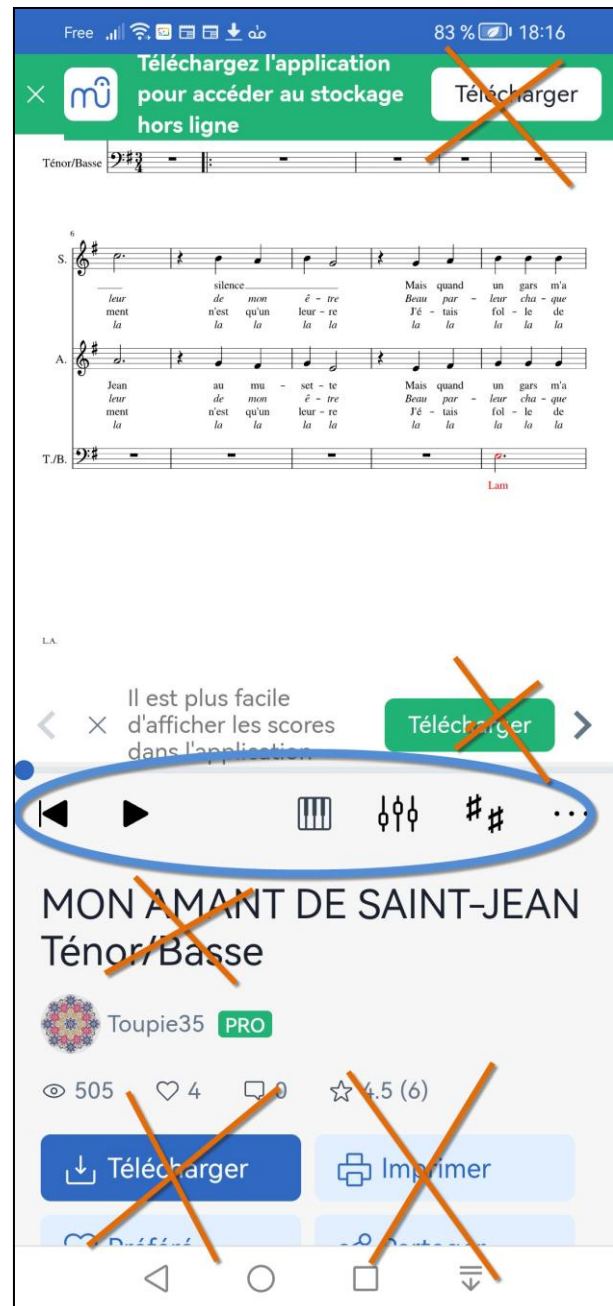 Free 83 % 18:16
Téléchargez l'application
pour accéder au stockage
hors ligne
Télécharger
Ténor/Basse
6
S.
silence
Mais quand un gars m'a
leur de mon ê - tre Beau par - leur cha - que
ment n'est qu'un leur - re J'é - tais fol - le de
la la la la la la la la la la
A.
Jean au mu - set - te Mais quand un gars m'a
leur de mon ê - tre Beau par - leur cha - que
ment n'est qu'un leur - re J'é - tais fol - le de
la la la la la la la la la la
T./B.
Lam
L.A.
Il est plus facile
d'afficher les scores
dans l'application
Télécharger
MON AMANT DE SAINT-JEAN
Ténor/Basse
Toupie35 PRO
505 4 0 4.5 (6)
Télécharger Imprimer
Préféré Partager